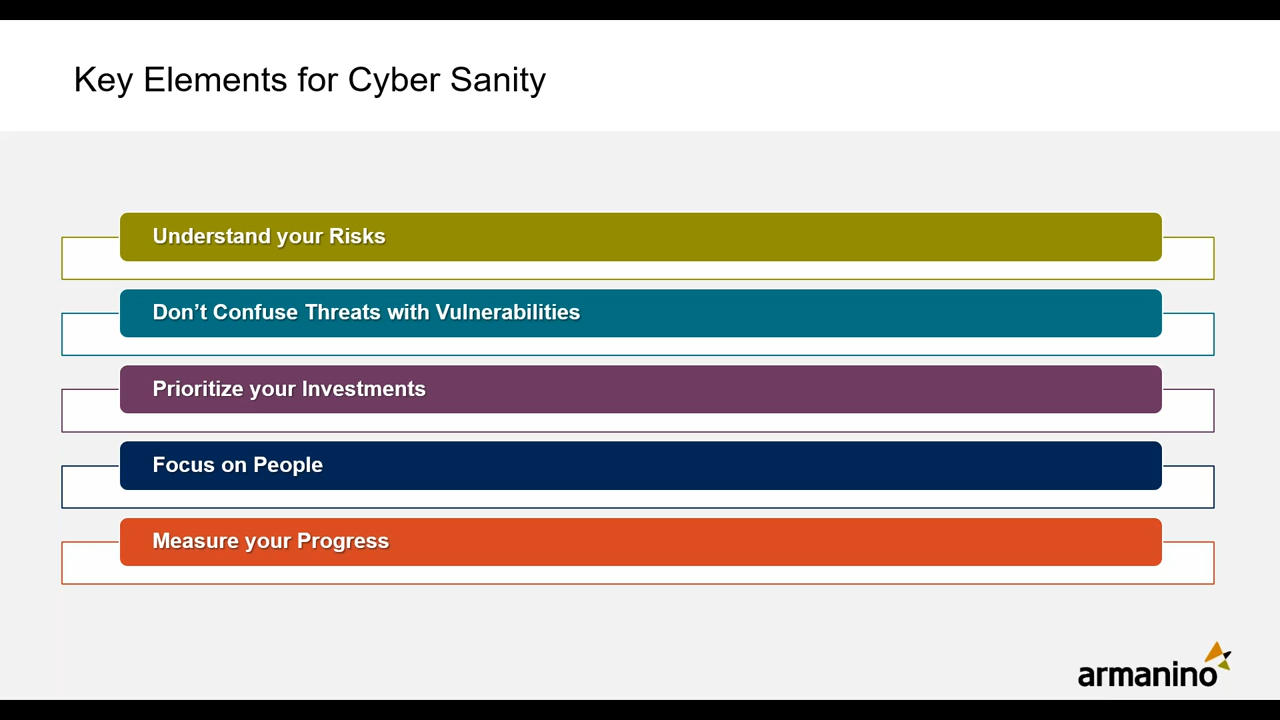 Key Elements for Cyber Sanity
Understand your Risks
Don’t Confuse Threats with Vulnerabilities
Prioritize your Investments
Focus on People
Measure your Progress
armanino